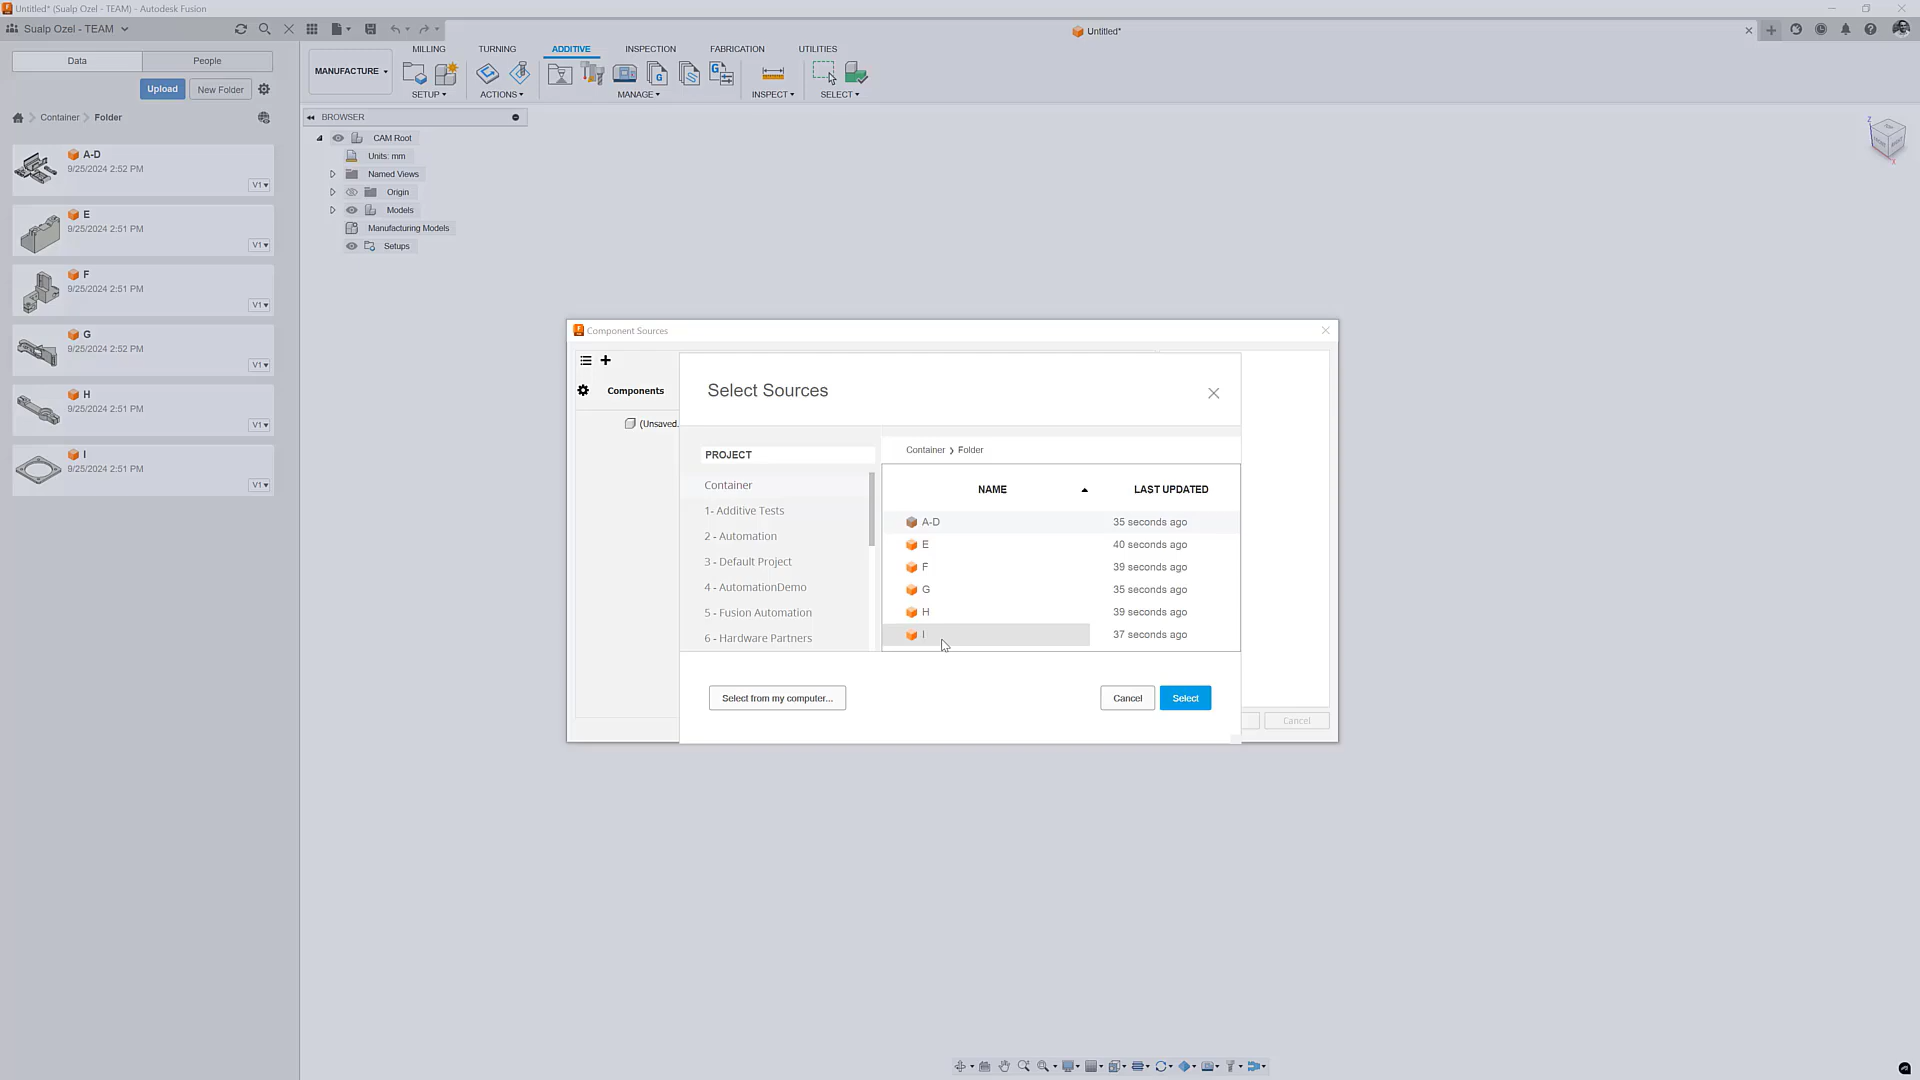 Untitled* (Sualp Ozel - TEAM) - Autodesk Fusion
Sualp Ozel - TEAM
Untitled*
Data
People
Upload
New Folder
Container
Folder
A-D
9/25/2024 2:52 PM
V1
E
9/25/2024 2:51 PM
V1
F
9/25/2024 2:51 PM
V1
G
9/25/2024 2:52 PM
V1
H
9/25/2024 2:51 PM
V1
I
9/25/2024 2:51 PM
V1
MILLING
TURNING
ADDITIVE
INSPECTION
FABRICATION
UTILITIES
MANUFACTURE
SETUP
ACTIONS
MANAGE
INSPECT
SELECT
BROWSER
CAM Root
Units: mm
Named Views
Origin
Models
Manufacturing Models
Setups
Component Sources
Components
(Unsaved.
Select Sources
PROJECT
Container
1- Additive Tests
2 - Automation
3 - Default Project
4 - AutomationDemo
5 - Fusion Automation
6 - Hardware Partners
Container > Folder
NAME LAST UPDATED
A-D 35 seconds ago
E 40 seconds ago
F 39 seconds ago
G 35 seconds ago
H 39 seconds ago
I 37 seconds ago
Select from my computer...
Cancel
Select
Cancel
Z
X